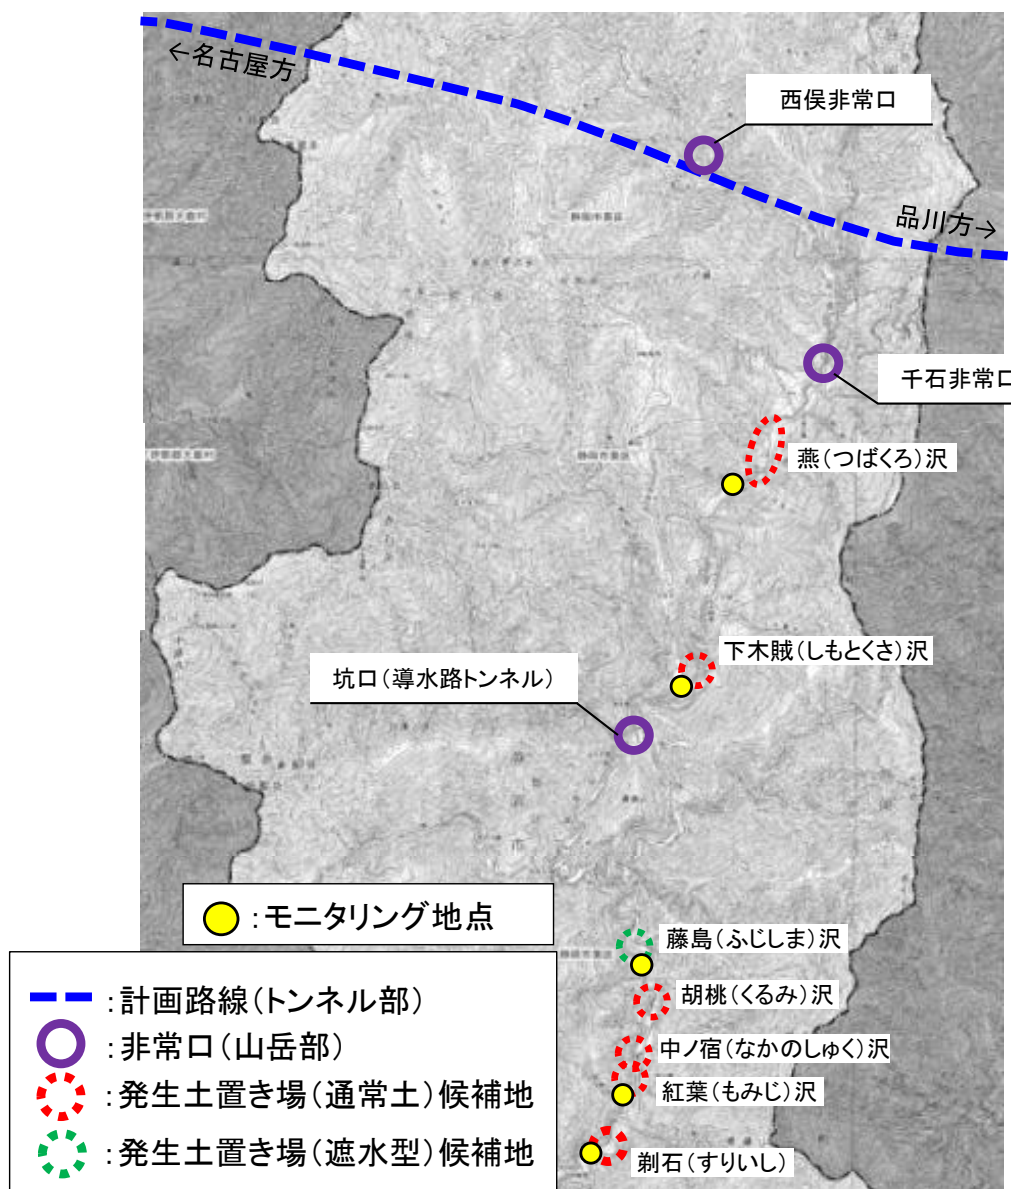 ←名古屋方
西俣非常口
品川方→
千石非常口
燕(つばくろ)沢
下木賊(しもとくさ)沢
坑口(導水路トンネル)
:モニタリング地点
藤島(ふじしま)沢
胡桃(くるみ)沢
中ノ宿(なかのしゅく)沢
紅葉(もみじ)沢
剃石(すりいし)
:計画路線(トンネル部)
:非常口(山岳部)
:発生土置き場(通常土)候補地
:発生土置き場(遮水型)候補地